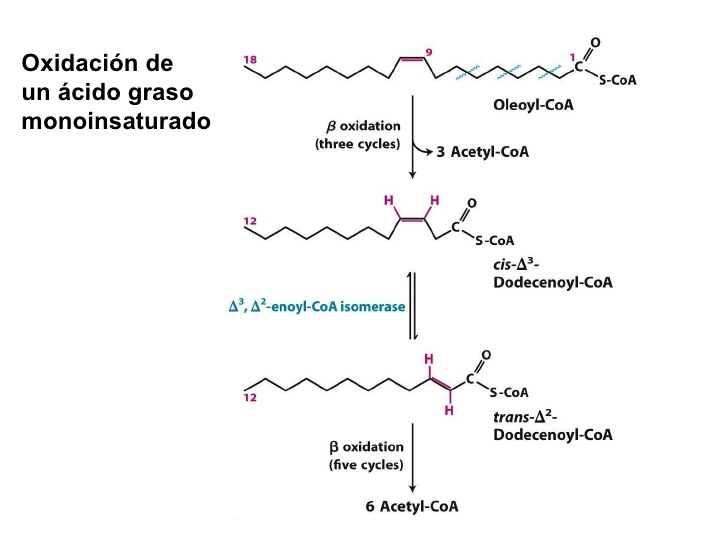 Oxidación de
un ácido graso
monoinsaturado
18
9
1
O
C
S-CoA
Oleoyl-CoA
β oxidation
(three cycles)
3 Acetyl-CoA
H H
O
12
C
S-CoA
cis-Δ³-
Dodecenoyl-CoA
Δ³, Δ²-enoyl-CoA isomerase
H
O
C
12
S-CoA
H
trans-Δ²-
Dodecenoyl-CoA
β oxidation
(five cycles)
6 Acetyl-CoA